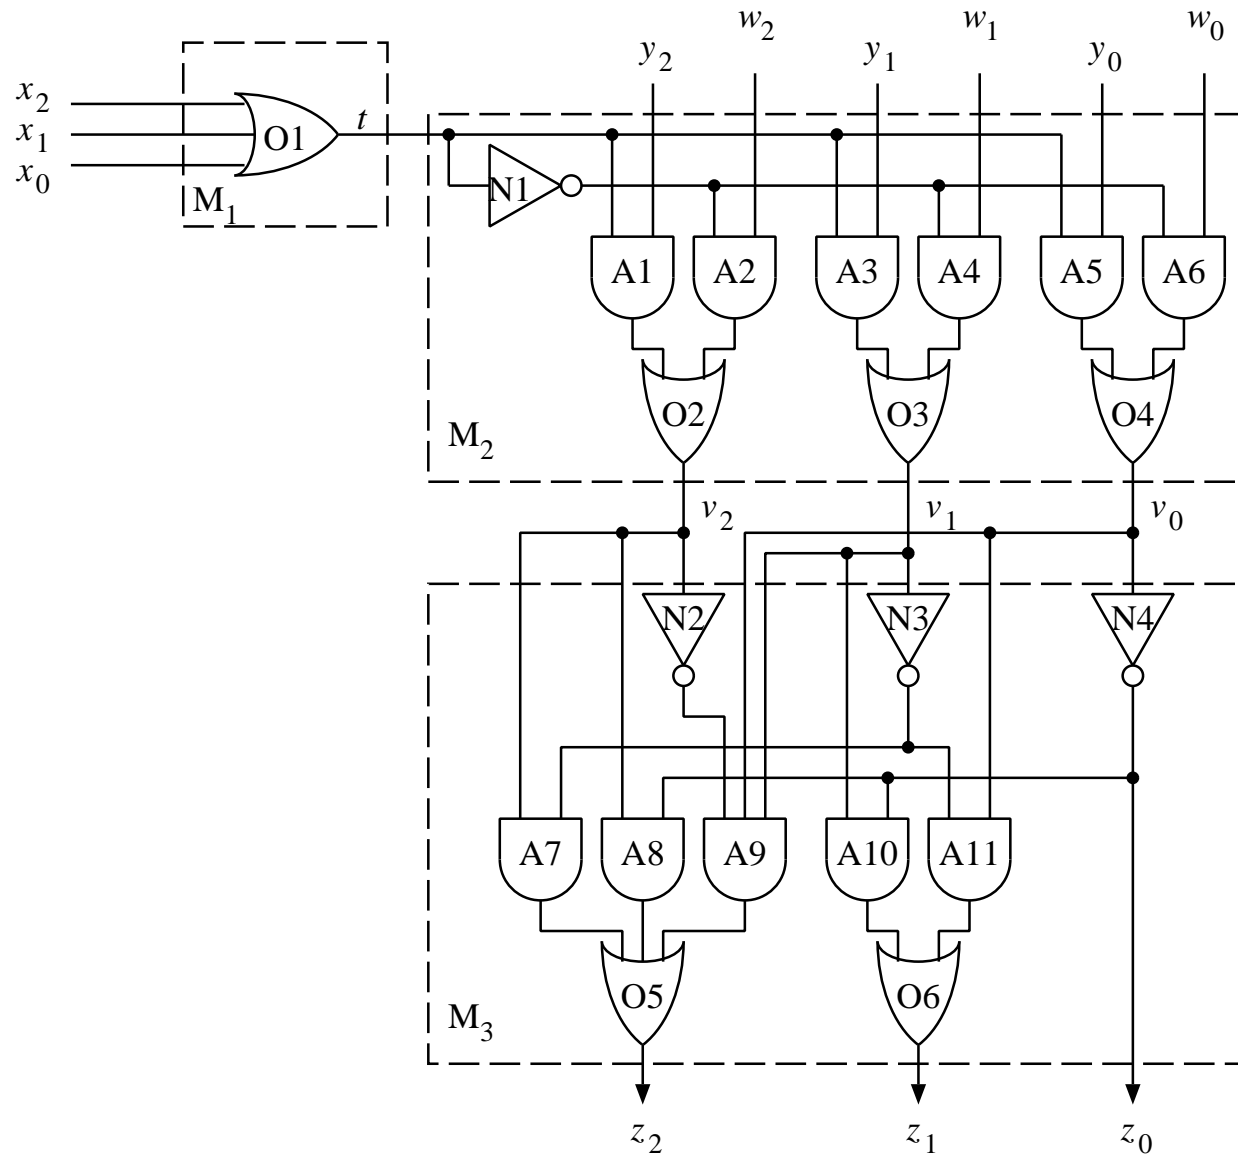 w2 w1 w0
y2 y1 y0
x2
x1
x0
O1
t
M1
N1
A1 A2 A3 A4 A5 A6
O2 O3 O4
M2
v2 v1 v0
N2 N3 N4
A7 A8 A9 A10 A11
O5 O6
M3
z2 z1 z0